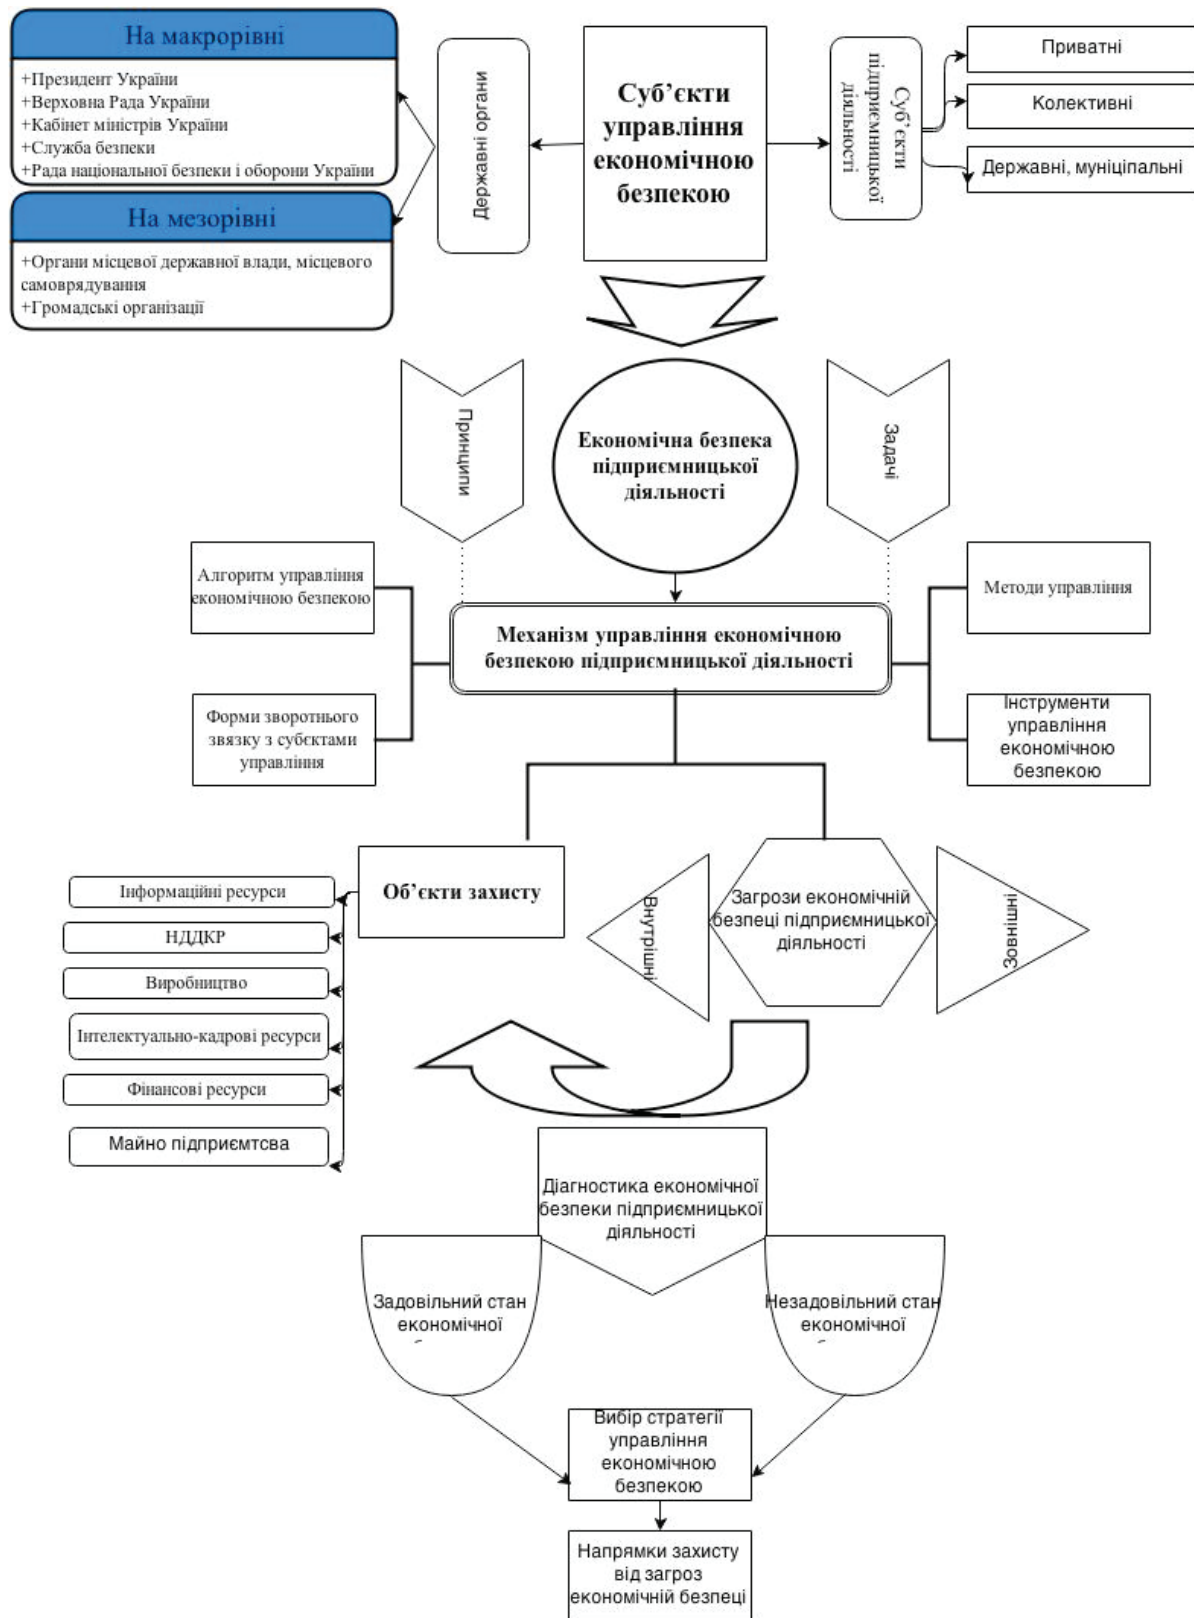 На макрорівні
+Президент України
+Верховна Рада України
+Кабінет міністрів України
+Служба безпеки
+Рада національної безпеки і оборони України
На мезорівні
+Органи місцевої державної влади, місцевого
самоврядування
+Громадські організації
Державні органи
Суб’єкти
управління
економічною
безпекою
Суб’єкти
підприємницької
діяльності
Приватні
Колективні
Державні, муніципальні
Принципи
Економічна безпека
підприємницької
діяльності
Задачі
Алгоритм управління
економічною безпекою
Методи управління
Механізм управління економічною
безпекою підприємницької діяльності
Форми зворотнього
звязку з субєктами
управління
Інструменти
управління
економічною
безпекою
Об’єкти захисту
Інформаційні ресурси
НДДКР
Виробництво
Інтелектуально-кадрові ресурси
Фінансові ресурси
Майно підприємтсва
Внутрішні
Загрози економічній
безпеці підприємницької
діяльності
Зовнішні
Діагностика економічної
безпеки підприємницької
діяльності
Задовільний стан
економічної
Незадовільний стан
економічної
Вибір стратегії
управління
економічною
безпекою
Напрямки захисту
від загроз
економічній безпеці